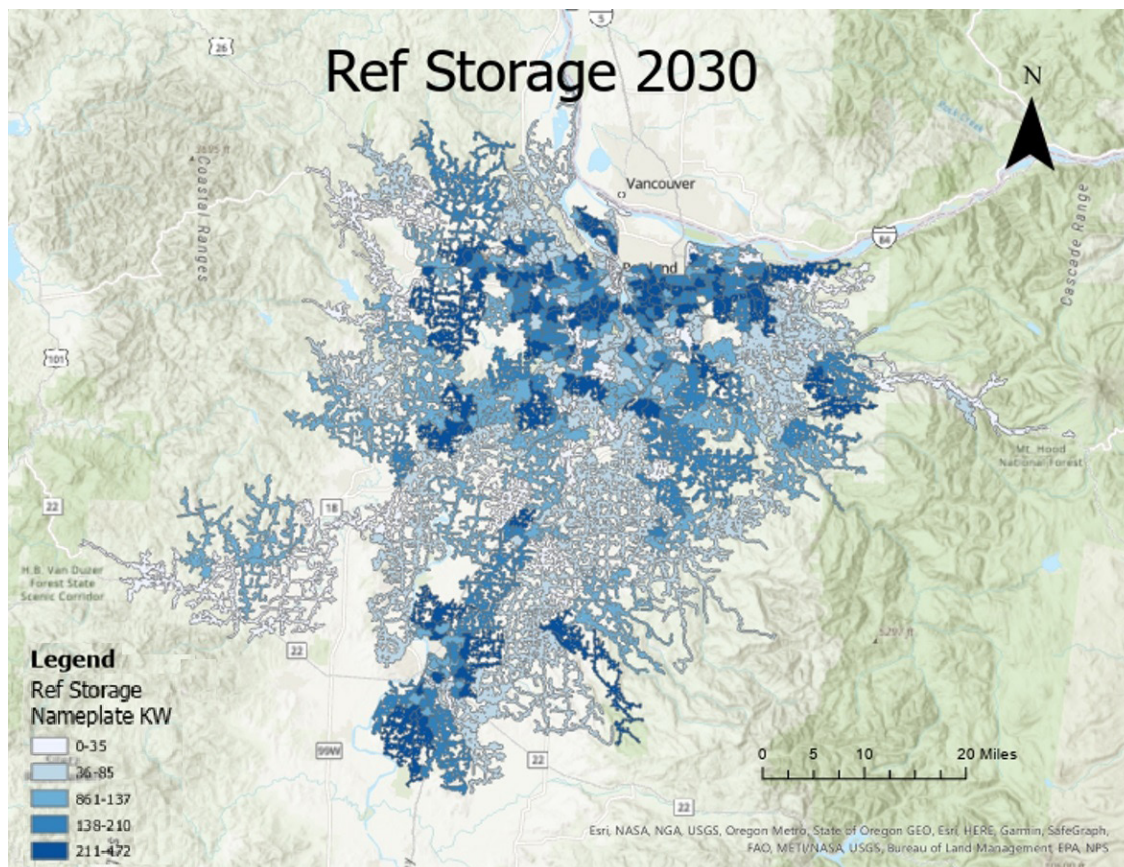 5
26
Ref Storage 2030
N
Vancouver
84
Coastal Ranges
Cascade Range
101
Mt. Hood
National Forest
22
18
H.B. Van Duzer
Forest State
Scenic Corridor
22
Legend
Ref Storage
Nameplate KW
0-35
36-85
861-137
138-210
211-472
99W
22
22
0 5 10 20 Miles
Esri, NASA, NGA, USGS, Oregon Metro, State of Oregon GEO, Esri, HERE, Garmin, SafeGraph,
FAO, METI/NASA, USGS, Bureau of Land Management, EPA, NPS